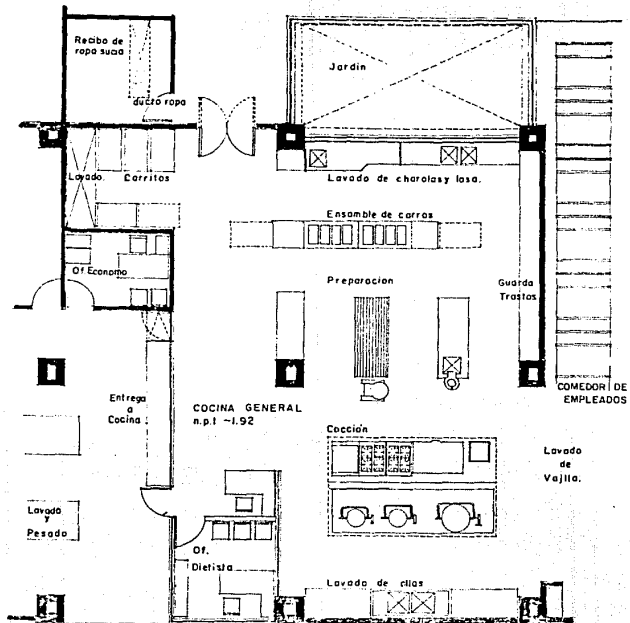 Recibo de
ropa sucia
ducto ropa
Jardin
Lavado.
Carritos
Lavado de charolas y losa.
Ensamble de carros
Of. Economo
Preparacion
Guarda
Trastos
COMEDOR DE
EMPLEADOS
Entrega
a
Cocina.
COCINA GENERAL
n.p.t ~1.92
Cocción
Lavado
de
Vajilla.
Lavado
y
Pesado
Of.
Dietista
Lavado de ollas